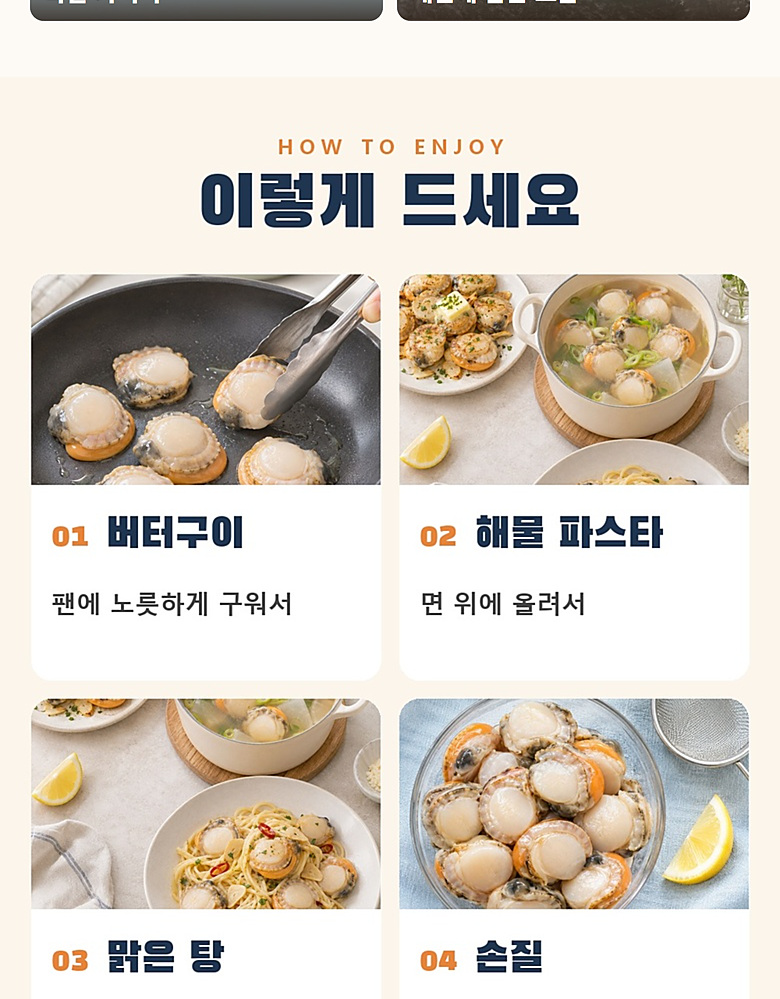 HOW TO ENJOY
이렇게 드세요
01 버터구이
02 해물 파스타
팬에 노릇하게 구워서
면 위에 올려서
03 맑은 탕
04 손질